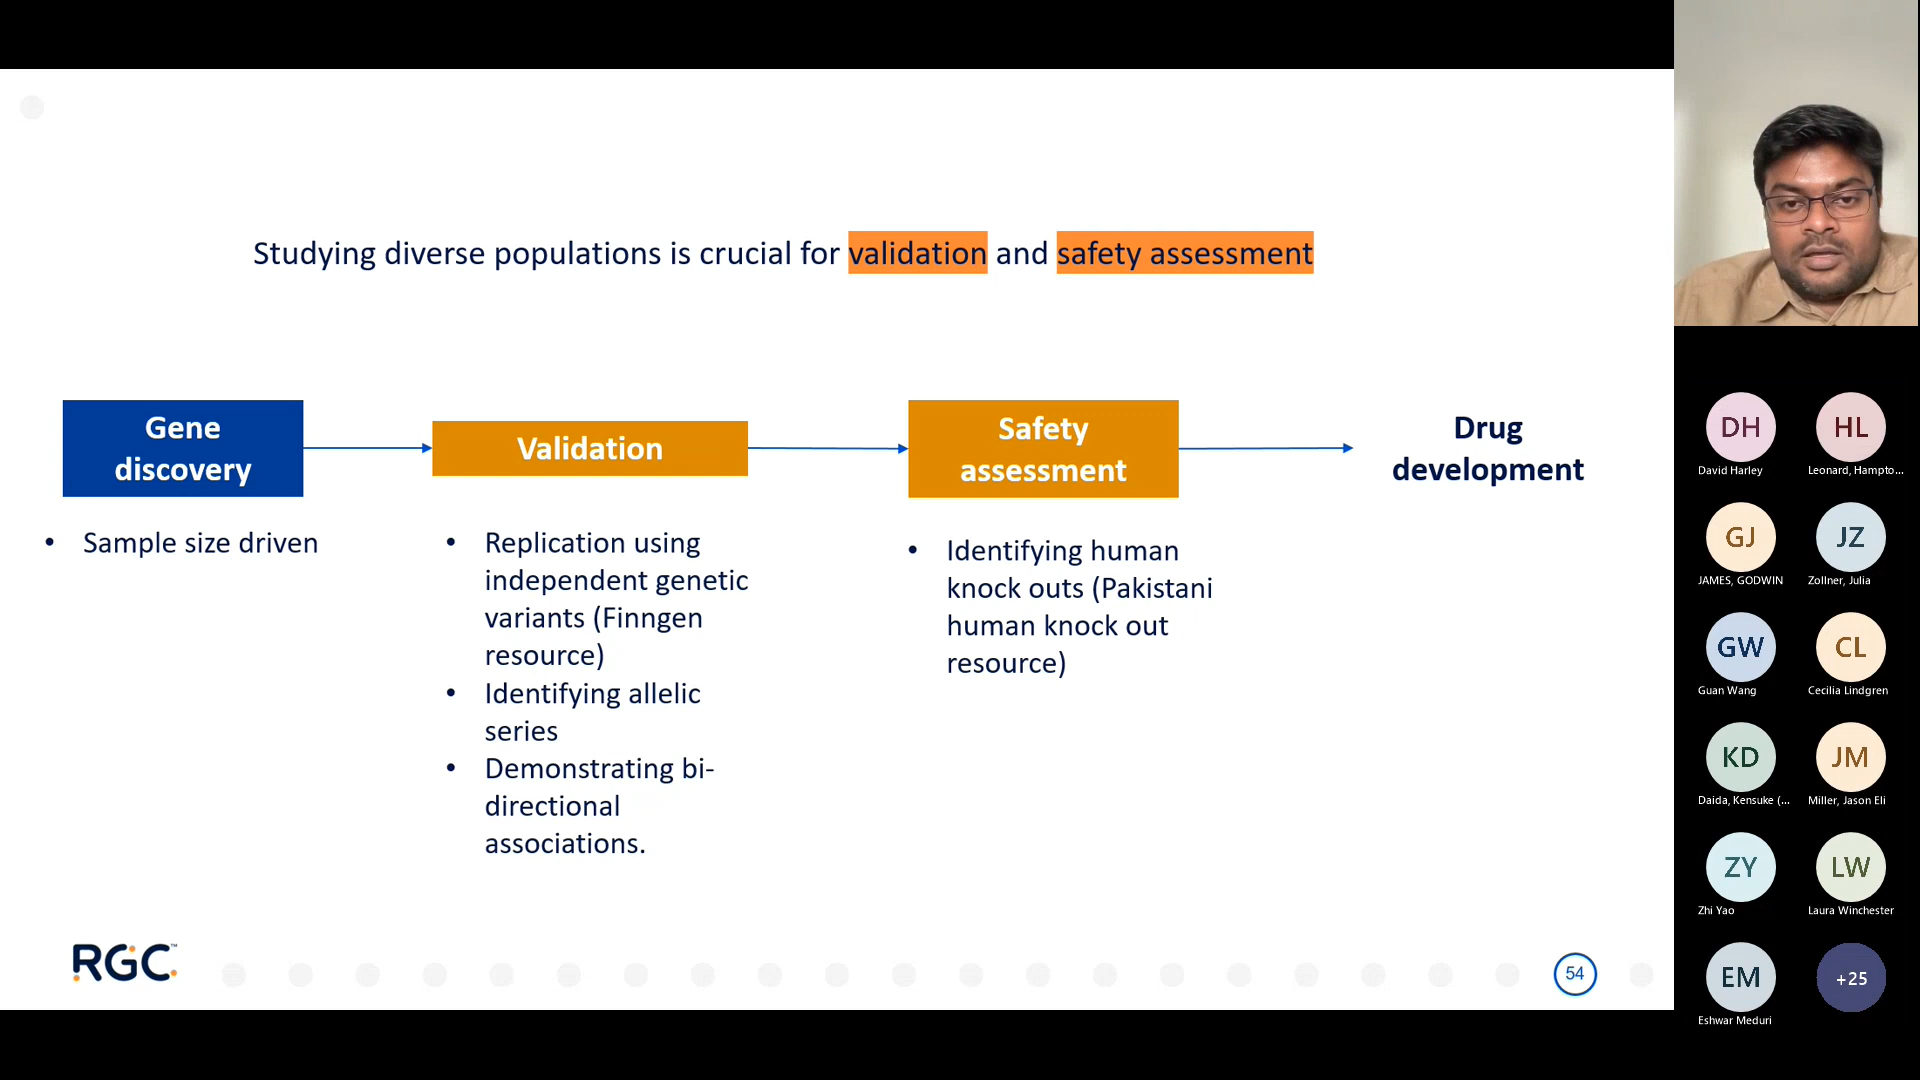 Studying diverse populations is crucial for validation and safety assessment
Gene
discovery
Validation
Safety
assessment
Drug
development
• Sample size driven
• Replication using
independent genetic
variants (Finngen
resource)
• Identifying allelic
series
• Demonstrating bi-
directional
associations.
• Identifying human
knock outs (Pakistani
human knock out
resource)
RGC™
54
DH
David Harley
HL
Leonard, Hampto...
GJ
JAMES, GODWIN
JZ
Zollner, Julia
GW
Guan Wang
CL
Cecilia Lindgren
KD
Daida, Kensuke (...
JM
Miller, Jason Eli
ZY
Zhi Yao
LW
Laura Winchester
EM
Eshwar Meduri
+25